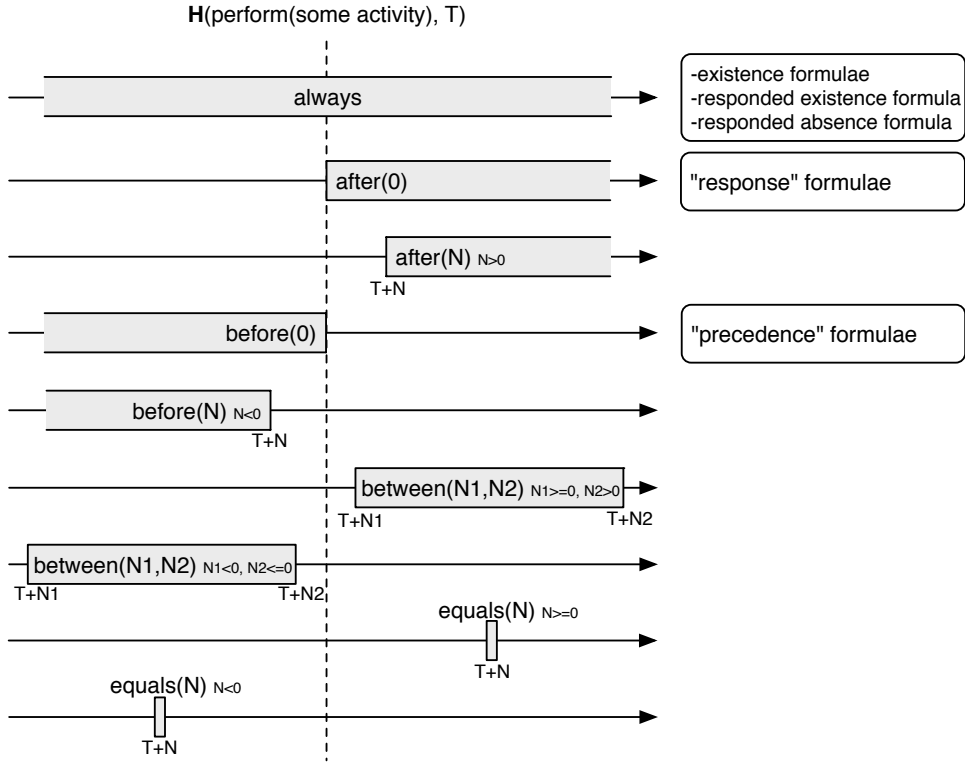 H(perform(some activity), T)
always
-existence formulae
-responded existence formula
-responded absence formula
after(0)
"response" formulae
after(N) N>0
T+N
before(0)
"precedence" formulae
before(N) N<0
T+N
between(N1,N2) N1>=0, N2>0
T+N1
T+N2
between(N1,N2) N1<0, N2<=0
T+N1
T+N2
equals(N) N>=0
T+N
equals(N) N<0
T+N